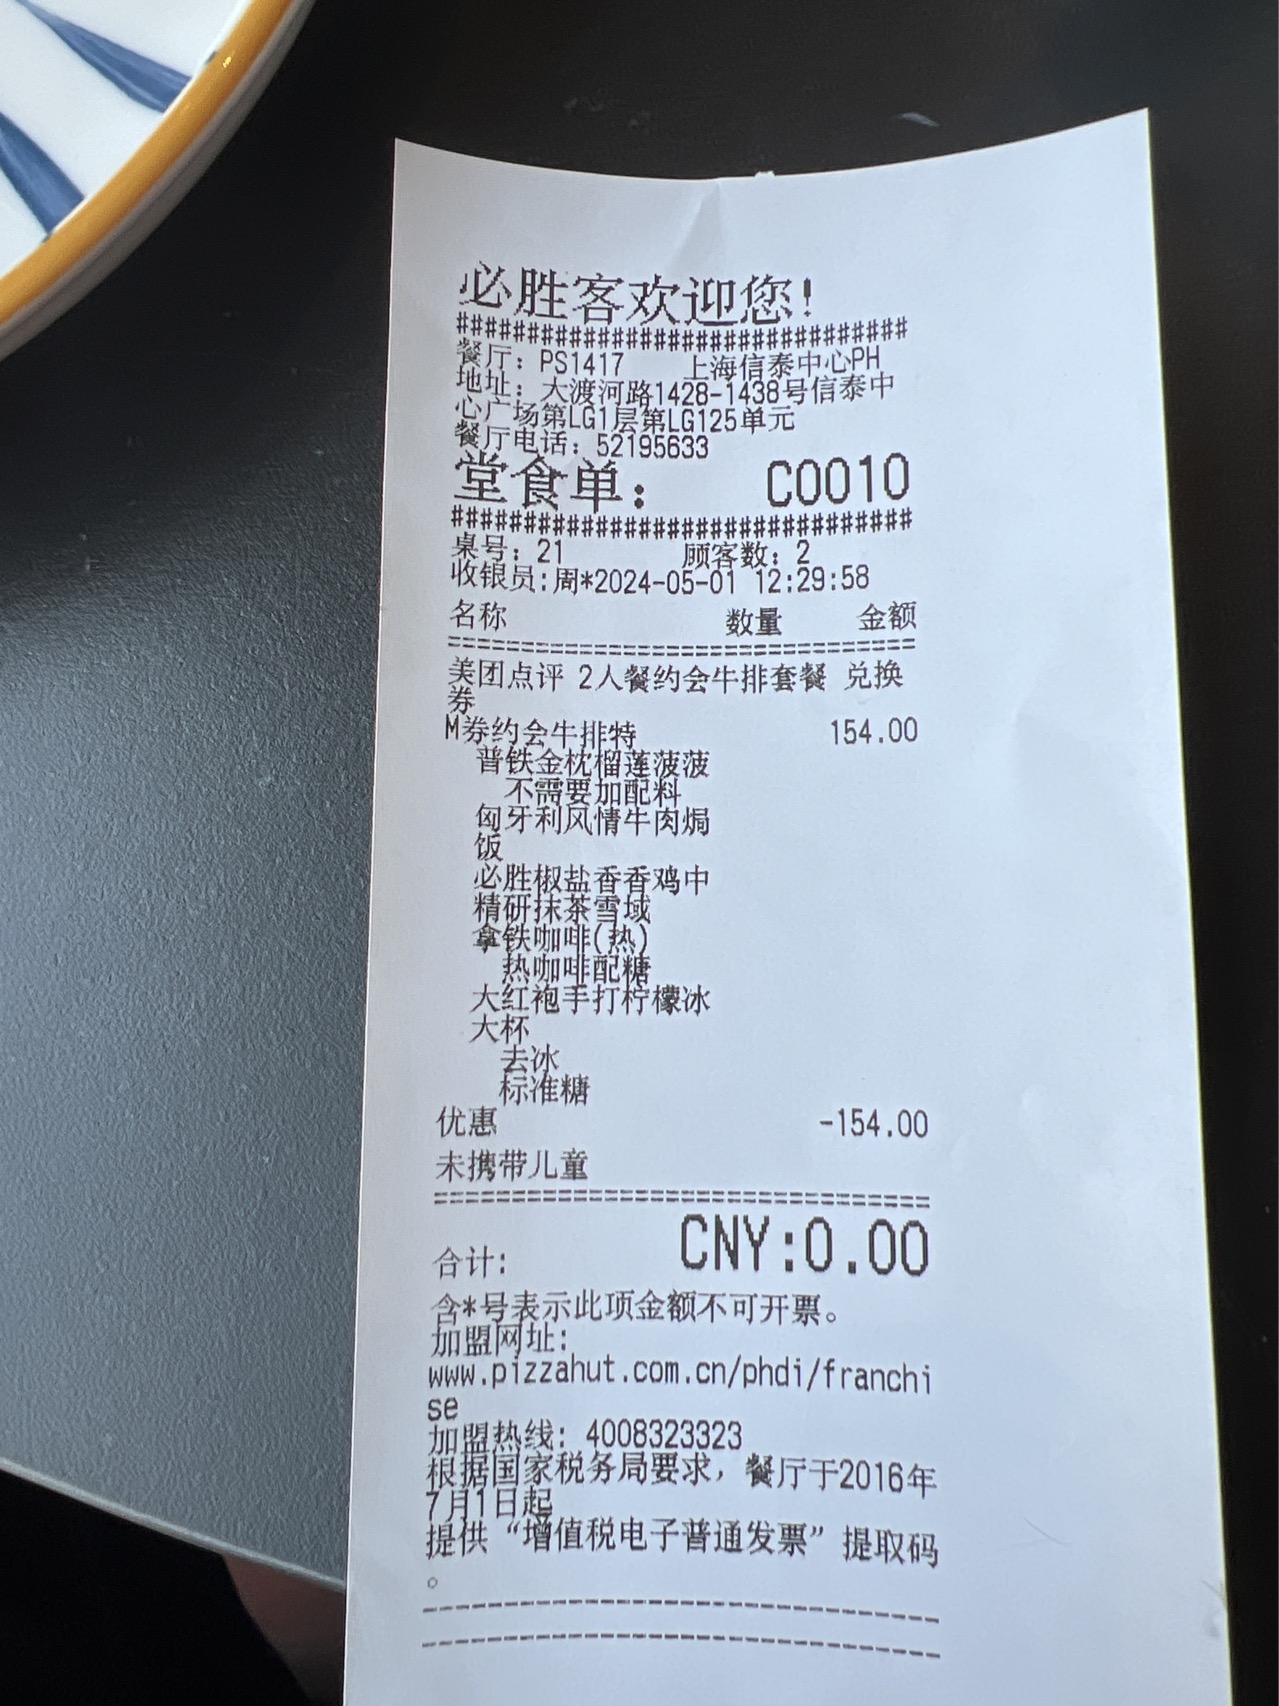 必胜客欢迎您!
################################
餐厅: PS1417 上海信泰中心PH
地址: 大渡河路1428-1438号信泰中
心广场第LG1层第LG125单元
餐厅电话: 52195633
堂食单: C0010
################################
桌号: 21 顾客数: 2
收银员:周*2024-05-01 12:29:58
名称 数量 金额
================================
美团点评 2人餐约会牛排套餐 兑换
券
M券约会牛排特 154.00
普铁金枕榴莲菠菠
不需要加配料
匈牙利风情牛肉焗
饭
必胜椒盐香香鸡中
精研抹茶雪域
拿铁咖啡(热)
热咖啡配糖
大红袍手打柠檬冰
大杯
去冰
标准糖
优惠 -154.00
未携带儿童
================================
合计: CNY:0.00
含*号表示此项金额不可开票。
加盟网址:
www.pizzahut.com.cn/phdi/franchi
se
加盟热线: 4008323323
根据国家税务局要求，餐厅于2016年
7月1日起
提供“增值税电子普通发票”提取码
。
--------------------------------
--------------------------------